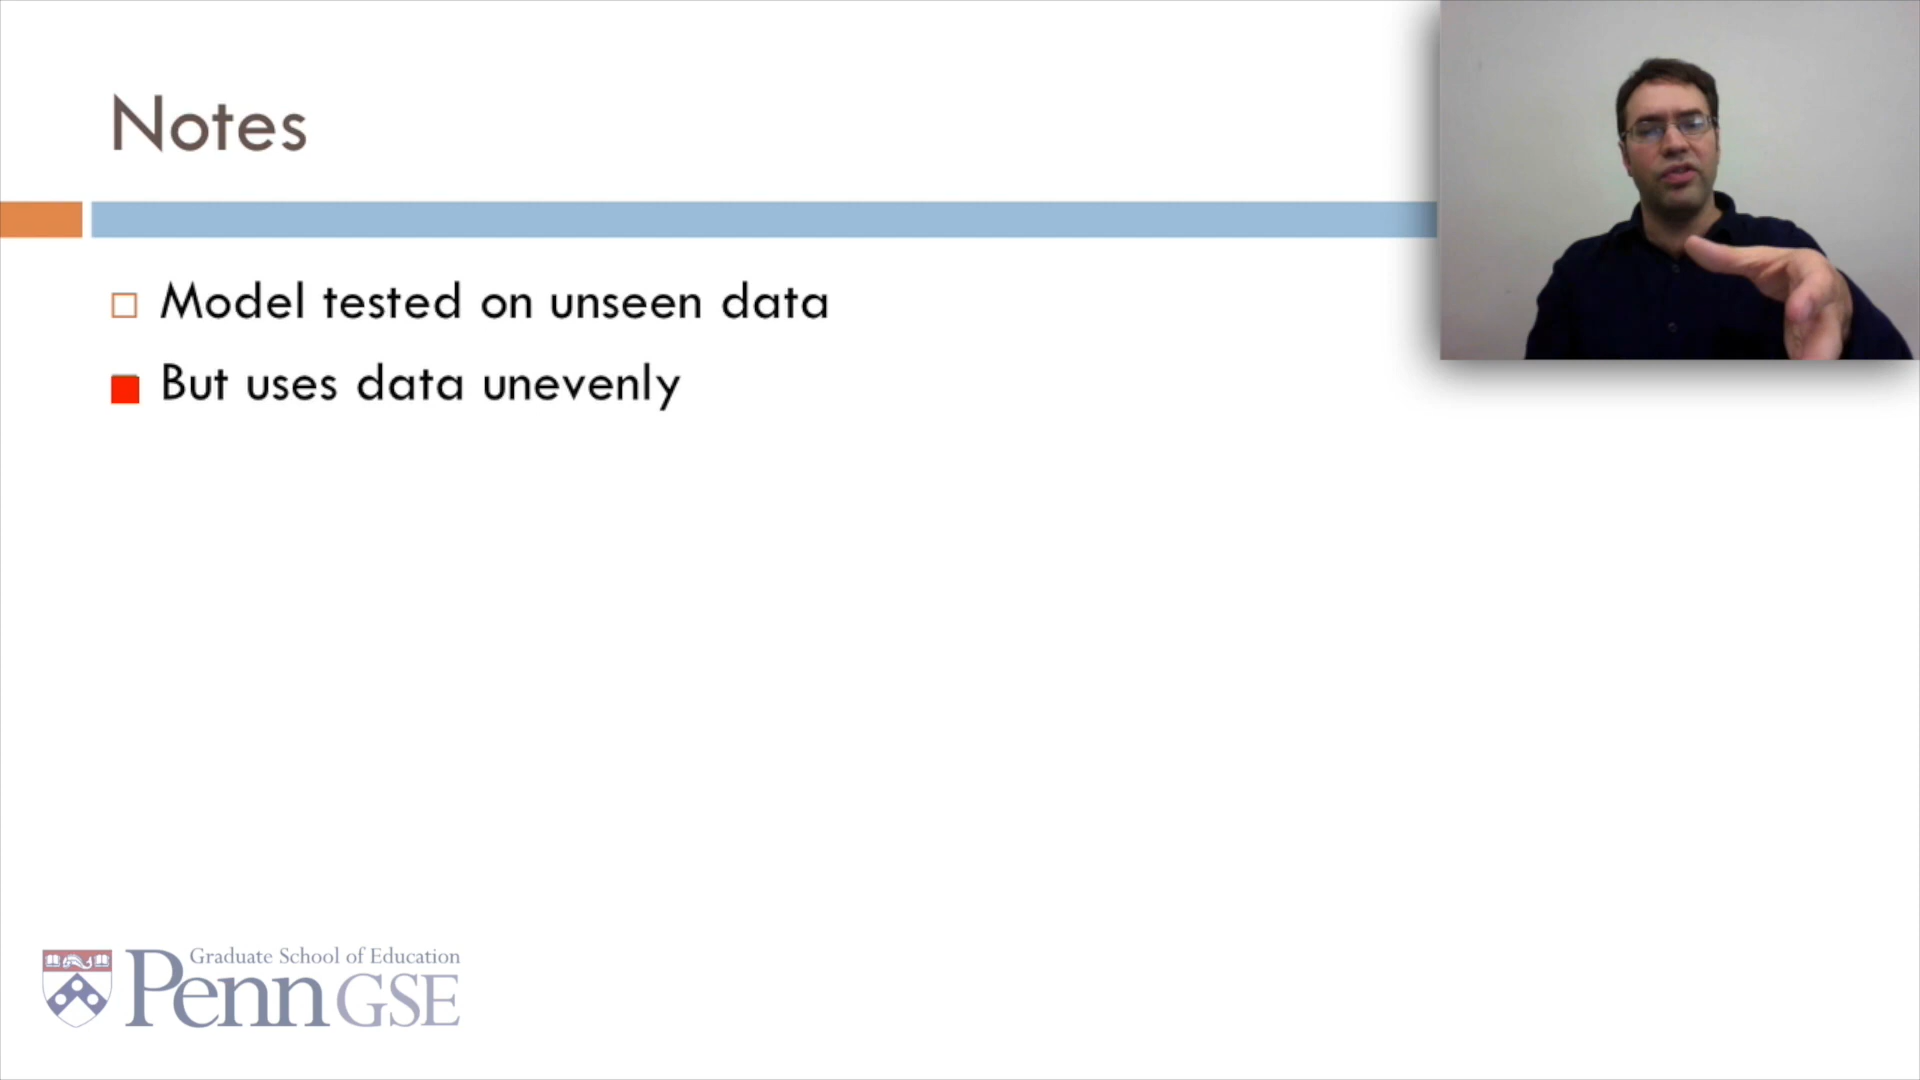 Notes
Model tested on unseen data
But uses data unevenly
Graduate School of Education
Penn GSE